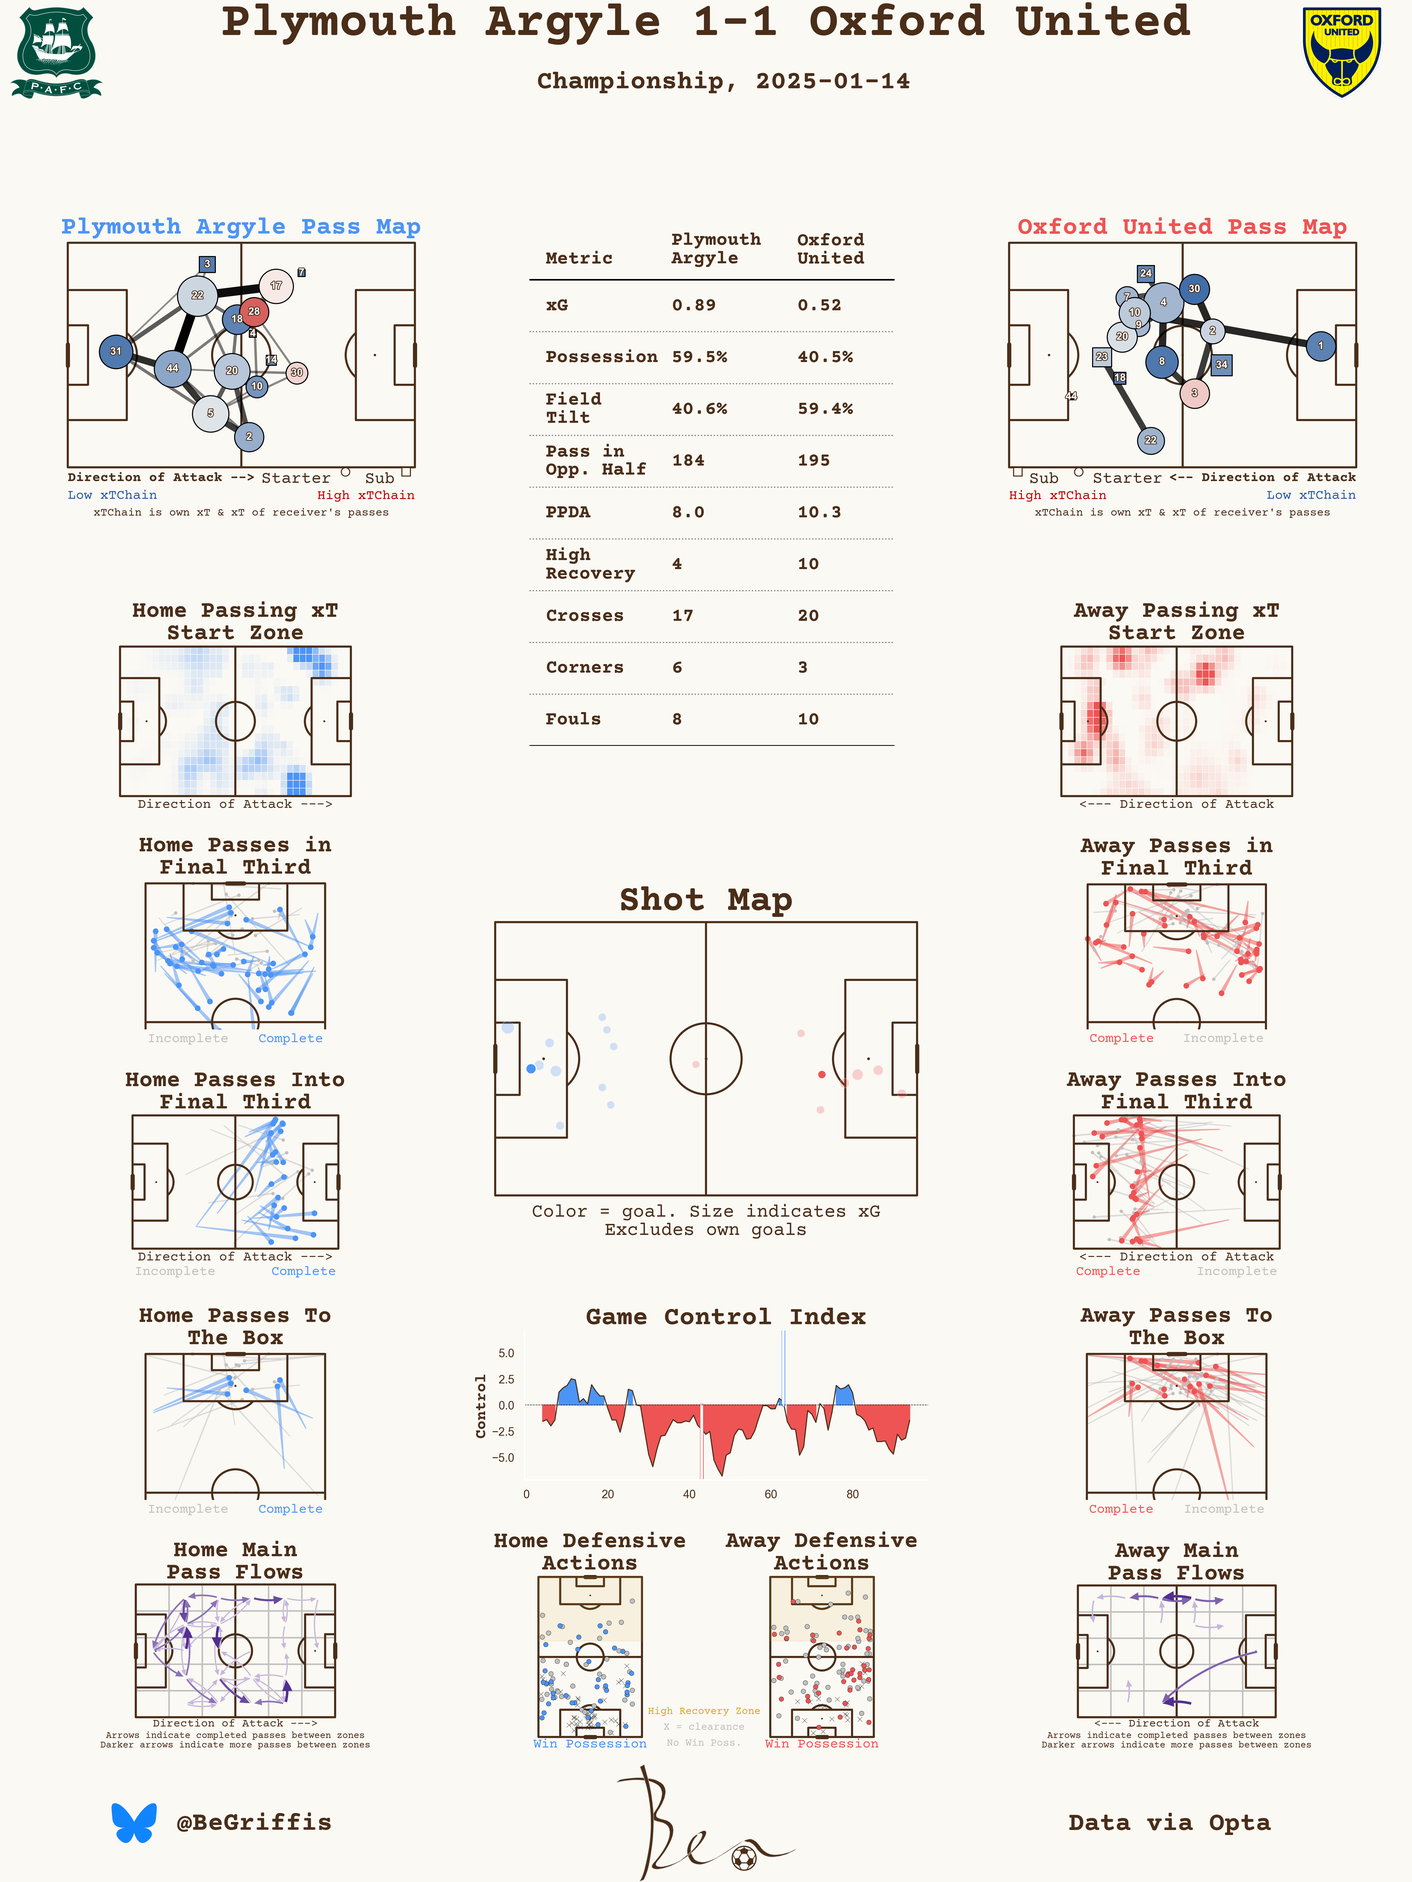 Plymouth Argyle 1-1 Oxford United
Championship, 2025-01-14
P·A·F·C
OXFORD
UNITED
Plymouth Argyle Pass Map
3
7
22
17
18
28
4
31
44
14
20
30
10
5
2
Direction of Attack --> Starter Sub
Low xTChain High xTChain
xTChain is own xT & xT of receiver's passes
Metric Plymouth Argyle Oxford United
xG 0.89 0.52
Possession 59.5% 40.5%
Field Tilt 40.6% 59.4%
Pass in Opp. Half 184 195
PPDA 8.0 10.3
High Recovery 4 10
Crosses 17 20
Corners 6 3
Fouls 8 10
Oxford United Pass Map
24
7
4
30
10
9
2
20
1
23
8
34
18
3
44
22
Sub Starter <-- Direction of Attack
High xTChain Low xTChain
xTChain is own xT & xT of receiver's passes
Home Passing xT
Start Zone
Direction of Attack --->
Away Passing xT
Start Zone
<--- Direction of Attack
Home Passes in
Final Third
Incomplete Complete
Away Passes in
Final Third
Complete Incomplete
Shot Map
Color = goal. Size indicates xG
Excludes own goals
Home Passes Into
Final Third
Direction of Attack --->
Incomplete Complete
Away Passes Into
Final Third
<--- Direction of Attack
Complete Incomplete
Home Passes To
The Box
Incomplete Complete
Game Control Index
Control
5.0
2.5
0.0
−2.5
−5.0
0 20 40 60 80
Away Passes To
The Box
Complete Incomplete
Home Main
Pass Flows
Direction of Attack --->
Arrows indicate completed passes between zones
Darker arrows indicate more passes between zones
Home Defensive
Actions
Win Possession
High Recovery Zone
X = clearance
No Win Poss.
Away Defensive
Actions
Win Possession
Away Main
Pass Flows
<--- Direction of Attack
Arrows indicate completed passes between zones
Darker arrows indicate more passes between zones
@BeGriffis
Ben
Data via Opta